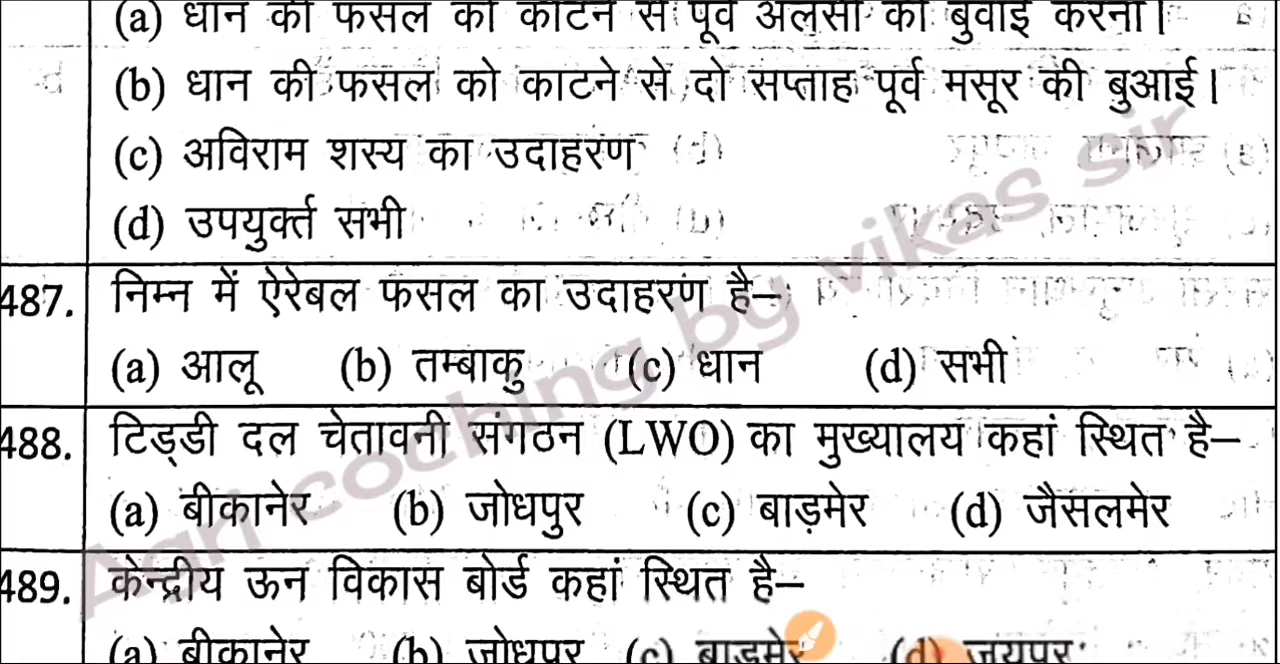 (a) धान की फसल को काटने से पूर्व अलसी की बुवाई करना।
(b) धान की फसल को काटने से दो सप्ताह पूर्व मसूर की बुआई।
(c) अविराम शस्य का उदाहरण
(d) उपयुर्क्त सभी
487. निम्न में ऐरेबल फसल का उदाहरण है–
(a) आलू (b) तम्बाकु (c) धान (d) सभी
488. टिड्डी दल चेतावनी संगठन (LWO) का मुख्यालय कहां स्थित है–
(a) बीकानेर (b) जोधपुर (c) बाड़मेर (d) जैसलमेर
489. केन्द्रीय ऊन विकास बोर्ड कहां स्थित है–
(a) बीकानेर (b) जोधपुर (c) बाड़मेर (d) जयपुर
Agri coching by vikas sir